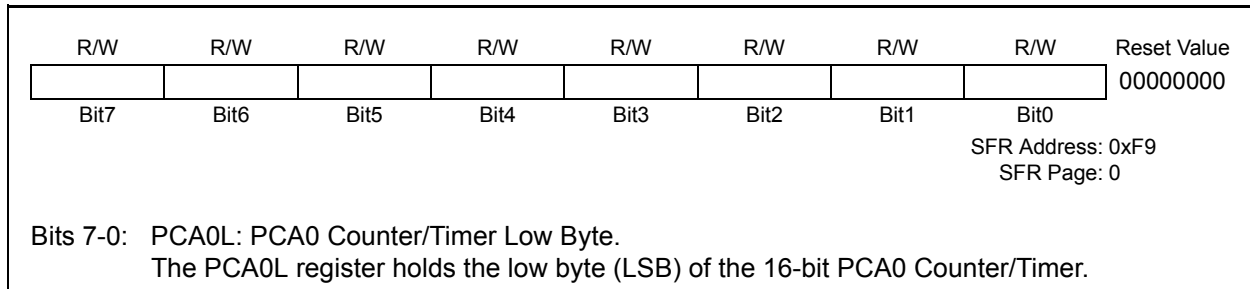 R/W R/W R/W R/W R/W R/W R/W R/W Reset Value
00000000
Bit7 Bit6 Bit5 Bit4 Bit3 Bit2 Bit1 Bit0
SFR Address: 0xF9
SFR Page: 0
Bits 7-0: PCA0L: PCA0 Counter/Timer Low Byte.
The PCA0L register holds the low byte (LSB) of the 16-bit PCA0 Counter/Timer.